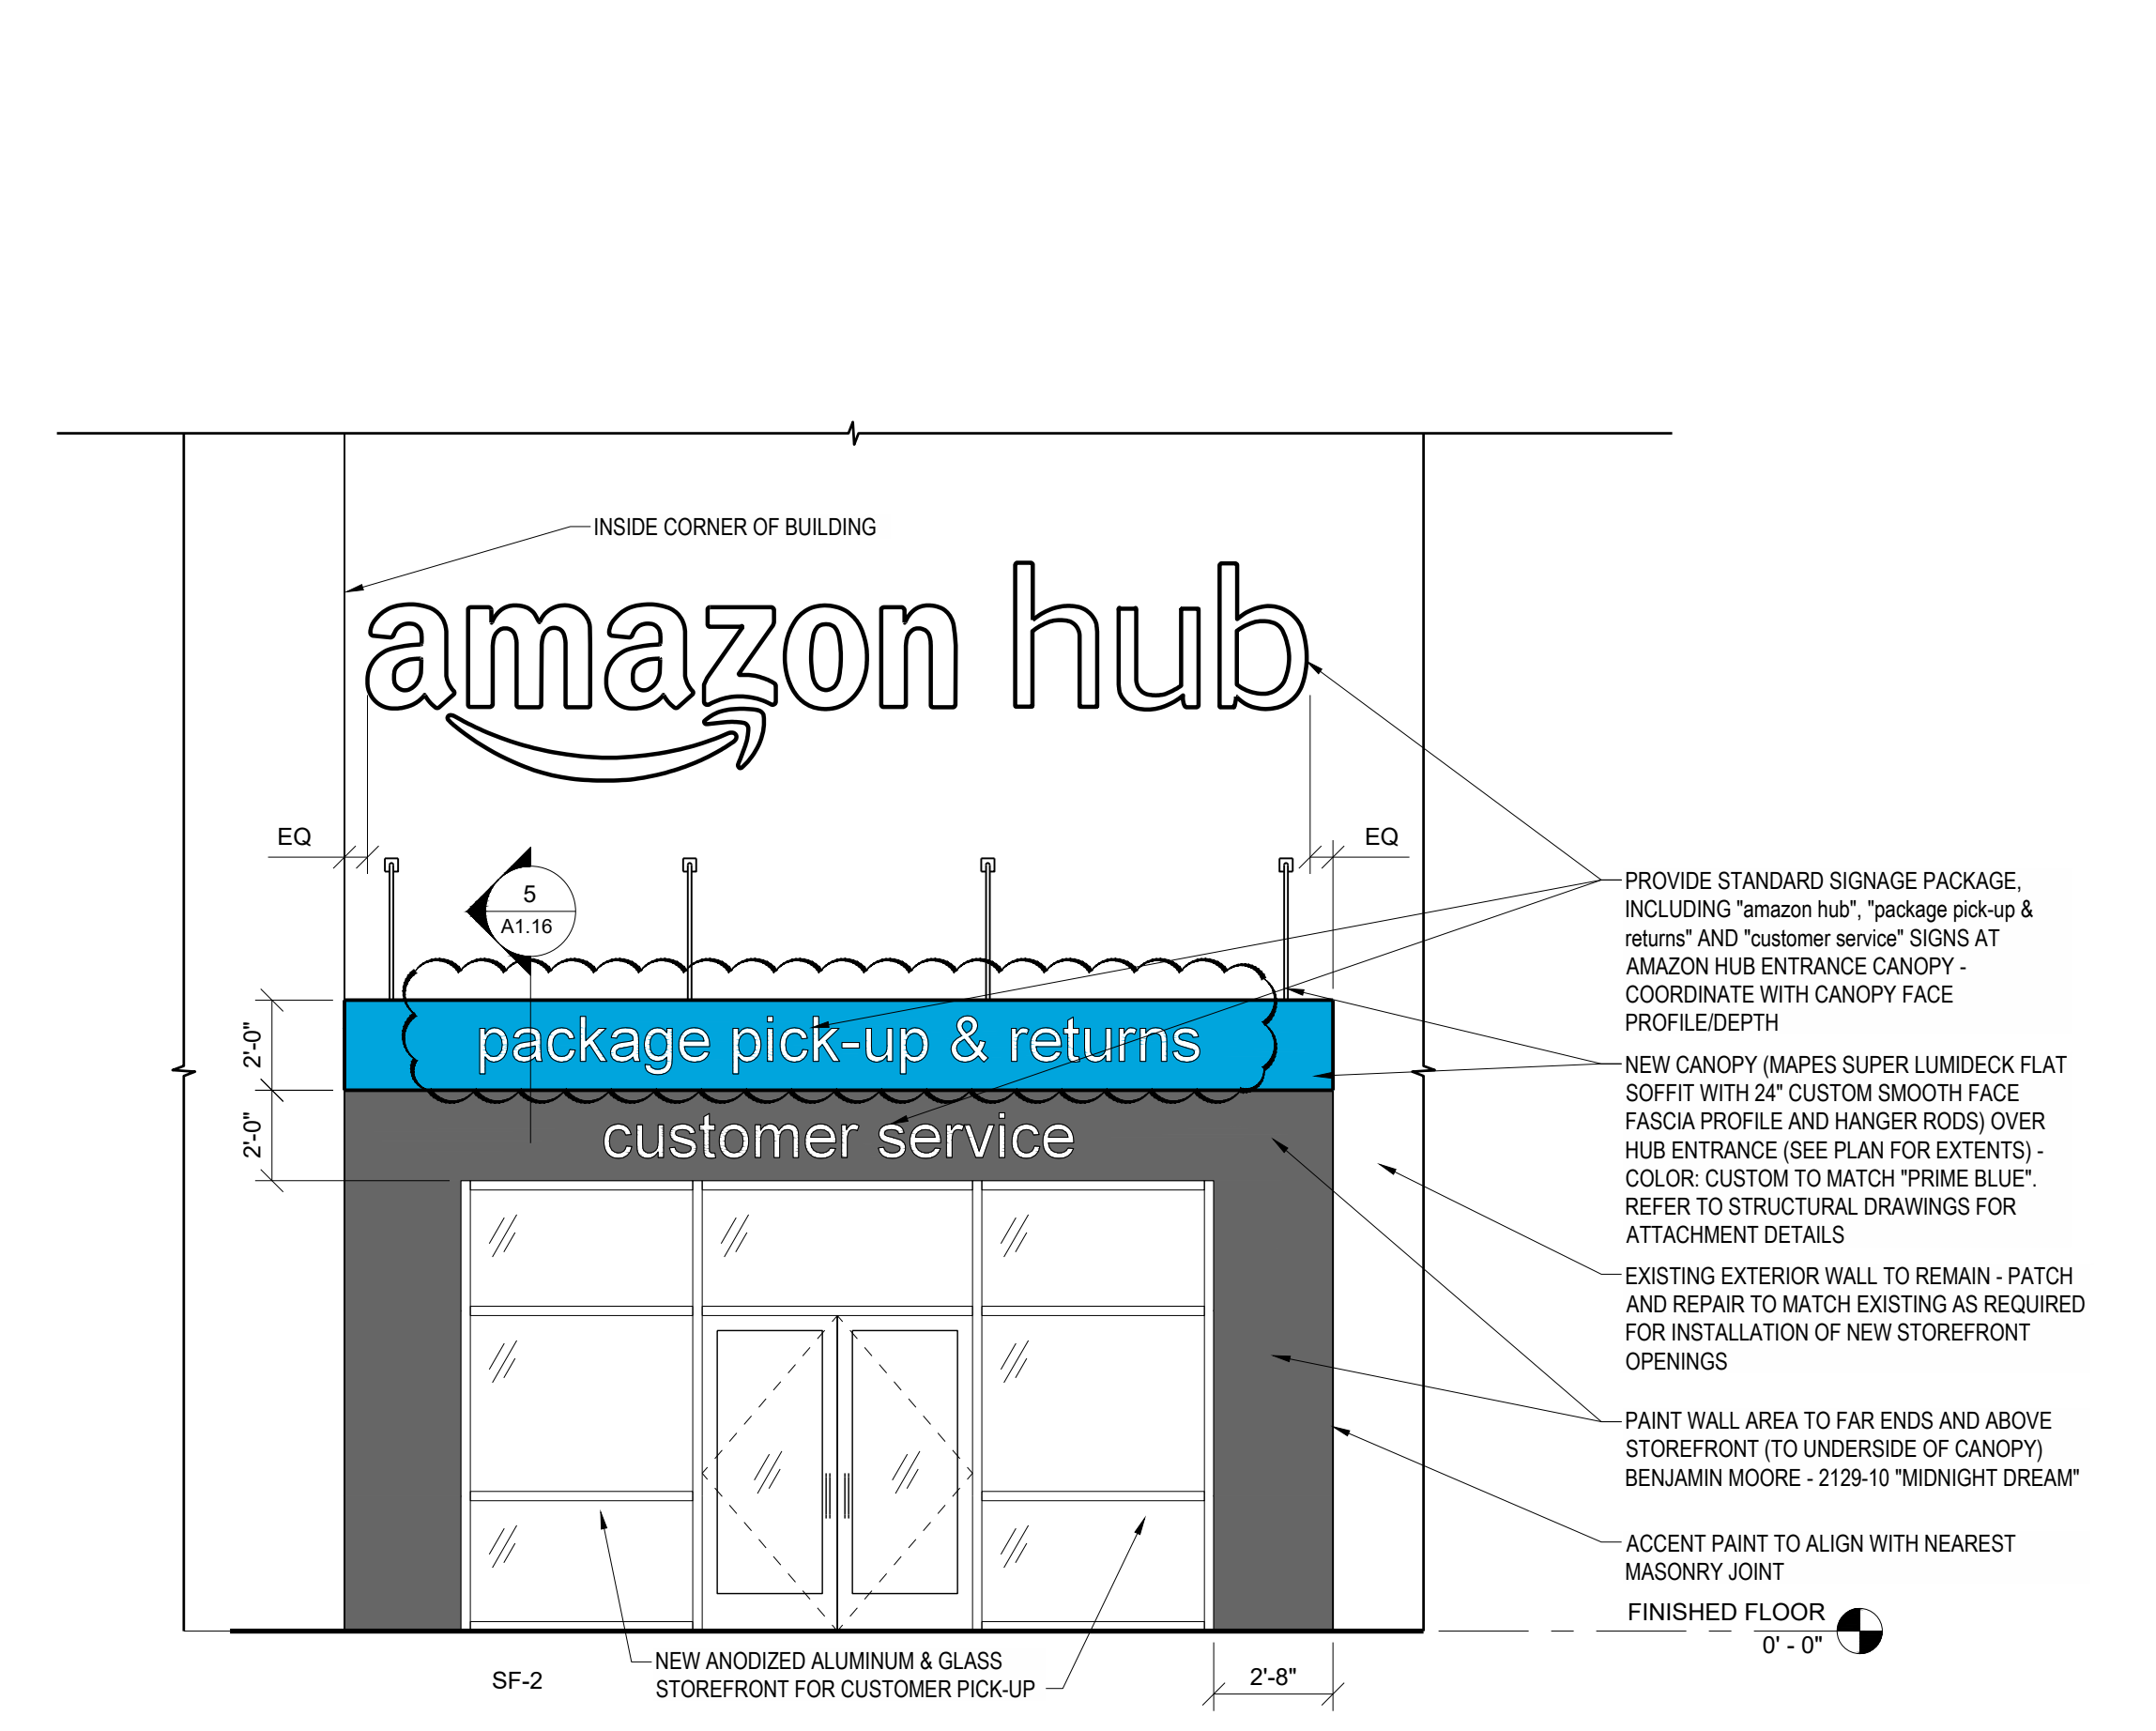 INSIDE CORNER OF BUILDING
amazon hub
EQ
EQ
5
A1.16
PROVIDE STANDARD SIGNAGE PACKAGE,
INCLUDING "amazon hub", "package pick-up &
returns" AND "customer service" SIGNS AT
AMAZON HUB ENTRANCE CANOPY -
COORDINATE WITH CANOPY FACE
PROFILE/DEPTH
2'-0"
package pick-up & returns
NEW CANOPY (MAPES SUPER LUMIDECK FLAT
SOFFIT WITH 24" CUSTOM SMOOTH FACE
FASCIA PROFILE AND HANGER RODS) OVER
HUB ENTRANCE (SEE PLAN FOR EXTENTS) -
COLOR: CUSTOM TO MATCH "PRIME BLUE".
REFER TO STRUCTURAL DRAWINGS FOR
ATTACHMENT DETAILS
2'-0"
customer service
EXISTING EXTERIOR WALL TO REMAIN - PATCH
AND REPAIR TO MATCH EXISTING AS REQUIRED
FOR INSTALLATION OF NEW STOREFRONT
OPENINGS
PAINT WALL AREA TO FAR ENDS AND ABOVE
STOREFRONT (TO UNDERSIDE OF CANOPY)
BENJAMIN MOORE - 2129-10 "MIDNIGHT DREAM"
ACCENT PAINT TO ALIGN WITH NEAREST
MASONRY JOINT
FINISHED FLOOR
0' - 0"
SF-2
NEW ANODIZED ALUMINUM & GLASS
STOREFRONT FOR CUSTOMER PICK-UP
2'-8"